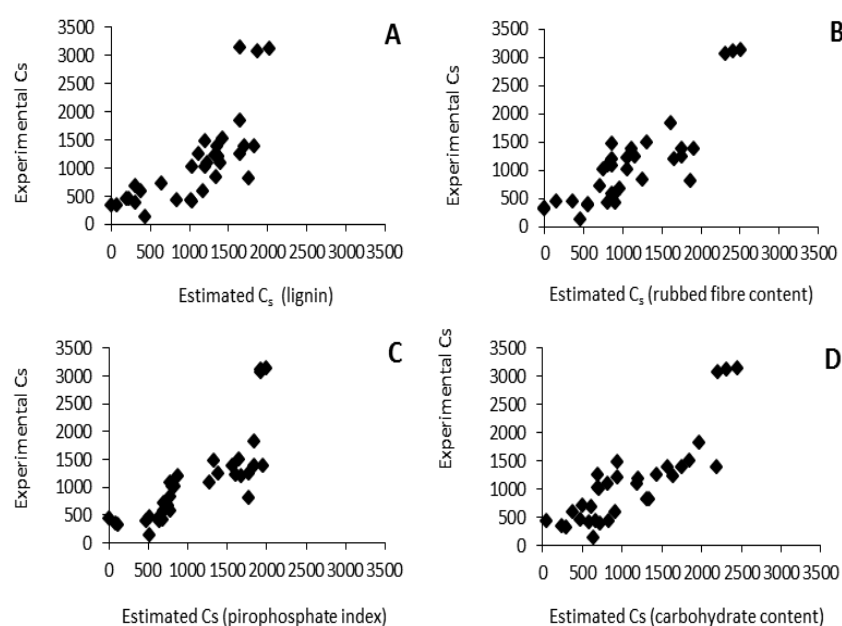 A
Experimental Cs
3500
3000
2500
2000
1500
1000
500
0
0 500 1000 1500 2000 2500 3000 3500
Estimated Cs (lignin)
B
Experimental Cs
3500
3000
2500
2000
1500
1000
500
0
0 500 1000 1500 2000 2500 3000 3500
Estimated Cs (rubbed fibre content)
C
Experimental Cs
3500
3000
2500
2000
1500
1000
500
0
0 500 1000 1500 2000 2500 3000 3500
Estimated Cs (pirophosphate index)
D
Experimental Cs
3500
3000
2500
2000
1500
1000
500
0
0 500 1000 1500 2000 2500 3000 3500
Estimated Cs (carbohydrate content)